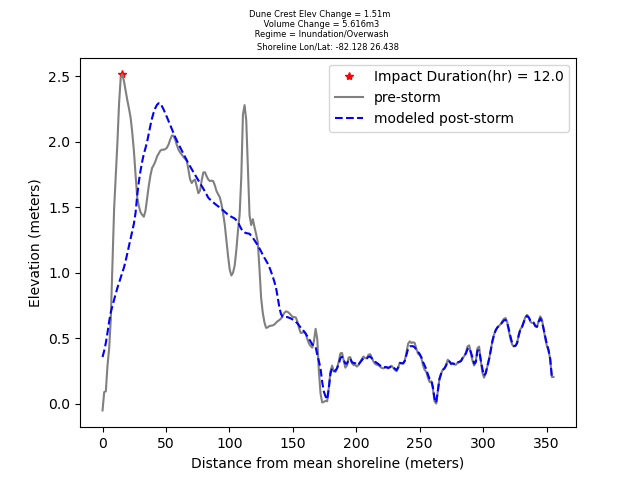 Dune Crest Elev Change = 1.51m
Volume Change = 5.616m3
Regime = Inundation/Overwash
Shoreline Lon/Lat: -82.128 26.438
Impact Duration(hr) = 12.0
pre-storm
modeled post-storm
Elevation (meters)
2.5
2.0
1.5
1.0
0.5
0.0
0 50 100 150 200 250 300 350
Distance from mean shoreline (meters)